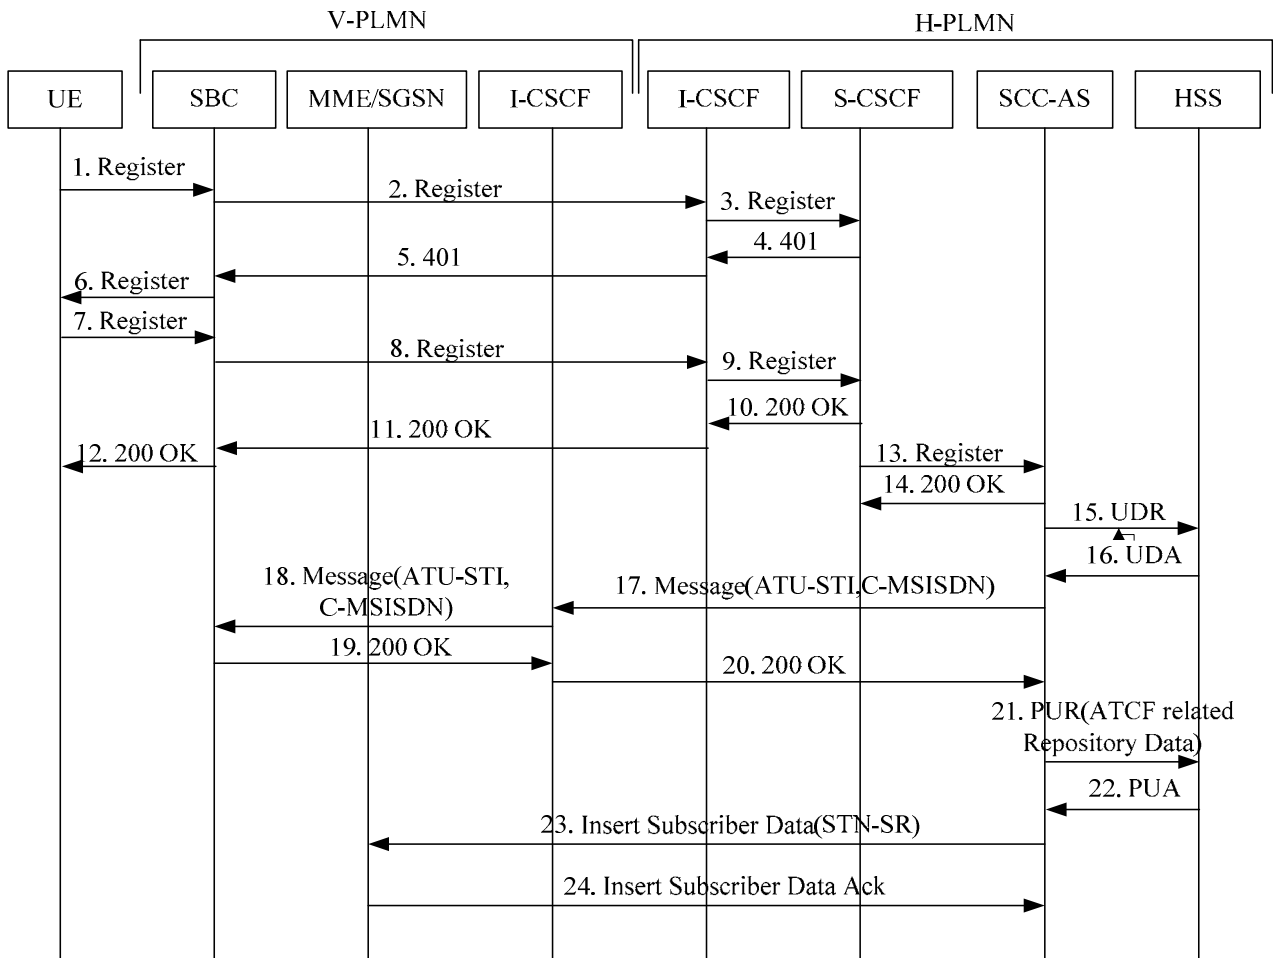 V-PLMN
H-PLMN
UE
SBC
MME/SGSN
I-CSCF
I-CSCF
S-CSCF
SCC-AS
HSS
1. Register
2. Register
3. Register
4. 401
5. 401
6. Register
7. Register
8. Register
9. Register
10. 200 OK
11. 200 OK
12. 200 OK
13. Register
14. 200 OK
15. UDR
16. UDA
17. Message(ATU-STI,C-MSISDN)
18. Message(ATU-STI,
C-MSISDN)
19. 200 OK
20. 200 OK
21. PUR(ATCF related
Repository Data)
22. PUA
23. Insert Subscriber Data(STN-SR)
24. Insert Subscriber Data Ack